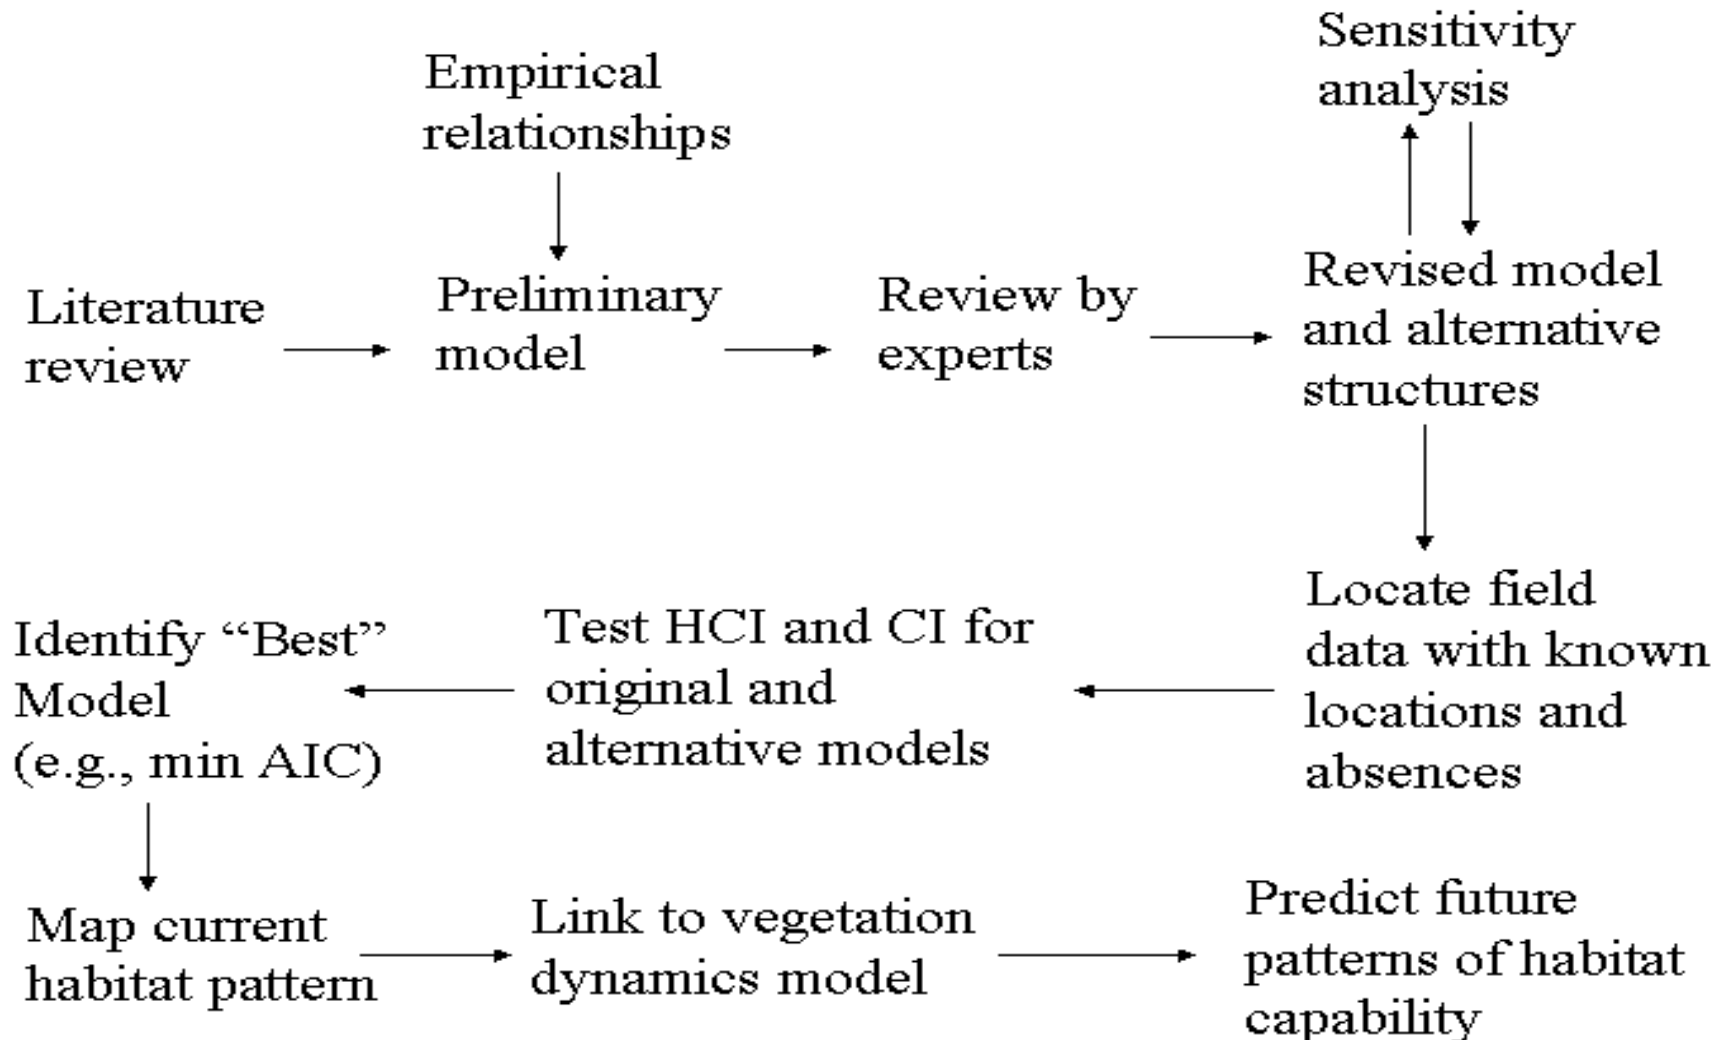 Empirical
relationships
Sensitivity
analysis
Literature
review
Preliminary
model
Review by
experts
Revised model
and alternative
structures
Locate field
data with known
locations and
absences
Test HCI and CI for
original and
alternative models
Identify “Best”
Model
(e.g., min AIC)
Map current
habitat pattern
Link to vegetation
dynamics model
Predict future
patterns of habitat
capability